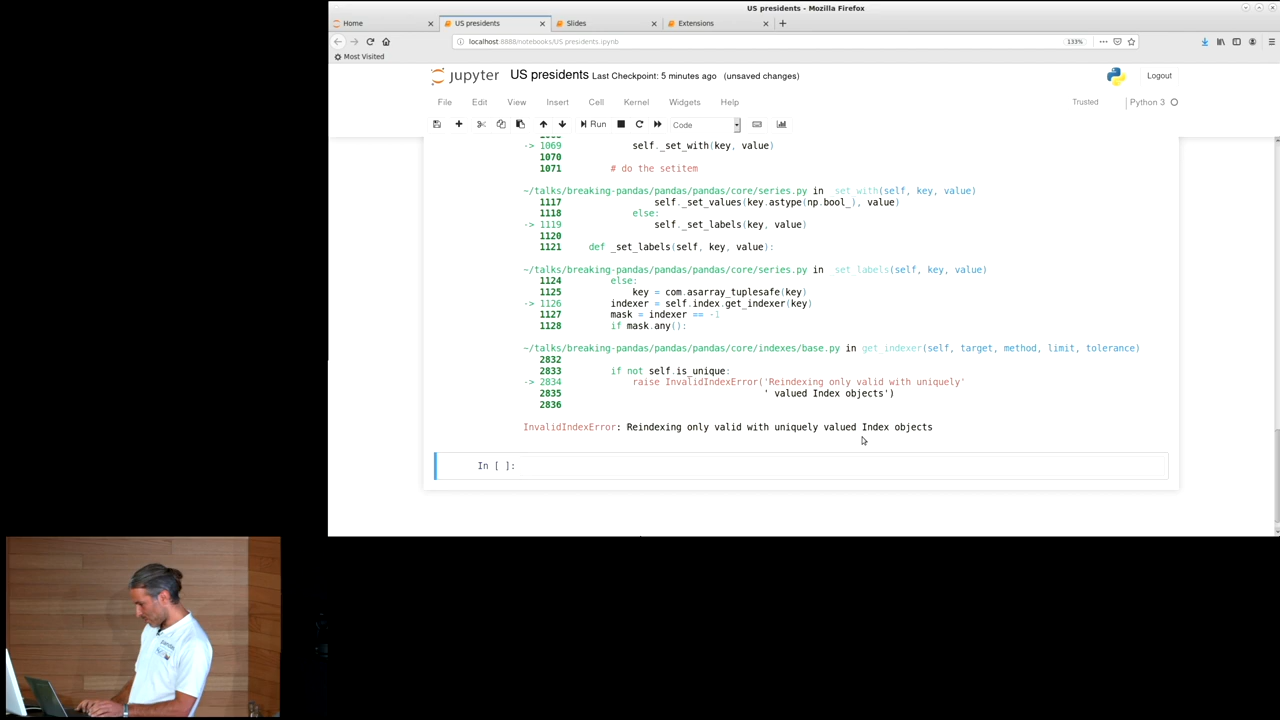 US presidents - Mozilla Firefox
Home
US presidents
Slides
Extensions
localhost:8888/notebooks/US presidents.ipynb
133%
Most Visited
jupyter US presidents Last Checkpoint: 5 minutes ago (unsaved changes)
Logout
File Edit View Insert Cell Kernel Widgets Help
Trusted
Python 3
Run
Code
-> 1069 self._set_with(key, value)
1070
1071 # do the setitem
~/talks/breaking-pandas/pandas/pandas/core/series.py in _set_with(self, key, value)
1117 self._set_values(key.astype(np.bool_), value)
1118 else:
-> 1119 self._set_labels(key, value)
1120
1121 def _set_labels(self, key, value):
~/talks/breaking-pandas/pandas/pandas/core/series.py in _set_labels(self, key, value)
1124 else:
1125 key = com.asarray_tuplesafe(key)
-> 1126 indexer = self.index.get_indexer(key)
1127 mask = indexer == -1
1128 if mask.any():
~/talks/breaking-pandas/pandas/pandas/core/indexes/base.py in get_indexer(self, target, method, limit, tolerance)
2832
2833 if not self.is_unique:
-> 2834 raise InvalidIndexError('Reindexing only valid with uniquely'
2835 ' valued Index objects')
2836
InvalidIndexError: Reindexing only valid with uniquely valued Index objects
In [ ]:
pandas